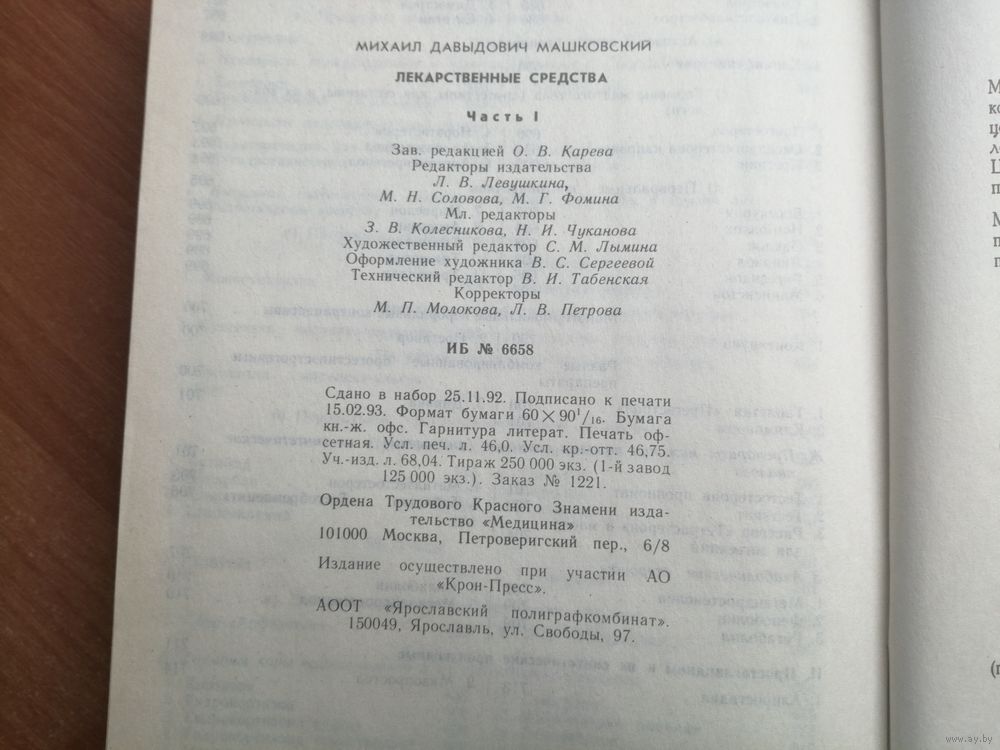 МИХАИЛ ДАВЫДОВИЧ МАШКОВСКИЙ
ЛЕКАРСТВЕННЫЕ СРЕДСТВА
Часть I
Зав. редакцией О. В. Карева
Редакторы издательства
Л. В. Левушкина,
М. Н. Соловова, М. Г. Фомина
Мл. редакторы
З. В. Колесникова, Н. И. Чуканова
Художественный редактор С. М. Лымина
Оформление художника В. С. Сергеевой
Технический редактор В. И. Табенская
Корректоры
М. П. Молокова, Л. В. Петрова
ИБ № 6658
Сдано в набор 25.11.92. Подписано к печати
15.02.93. Формат бумаги 60×90¹/₁₆. Бумага
кн.-ж. офс. Гарнитура литерат. Печать оф-
сетная. Усл. печ. л. 46,0. Усл. кр.-отт. 46,75.
Уч.-изд. л. 68,04. Тираж 250 000 экз. (1-й завод
125 000 экз.). Заказ № 1221.
Ордена Трудового Красного Знамени изда-
тельство «Медицина»
101000 Москва, Петроверигский пер., 6/8
Издание осуществлено при участии АО
«Крон-Пресс».
АООТ «Ярославский полиграфкомбинат».
150049, Ярославль, ул. Свободы, 97.
www.ay.by